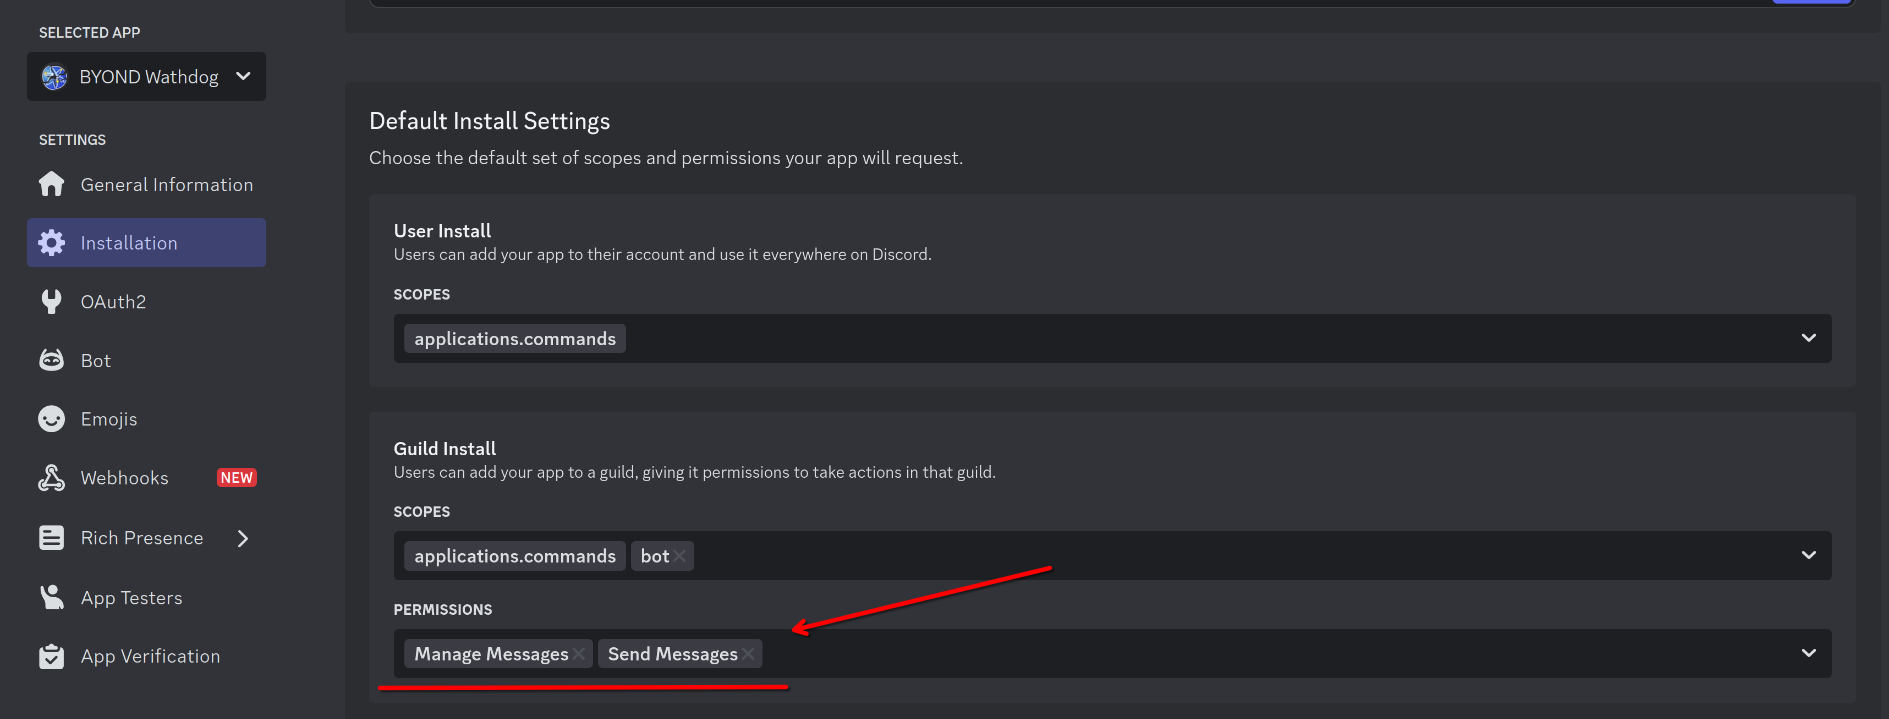 SELECTED APP
BYOND Wathdog
SETTINGS
General Information
Installation
OAuth2
Bot
Emojis
Webhooks NEW
Rich Presence
App Testers
App Verification
Default Install Settings
Choose the default set of scopes and permissions your app will request.
User Install
Users can add your app to their account and use it everywhere on Discord.
SCOPES
applications.commands
Guild Install
Users can add your app to a guild, giving it permissions to take actions in that guild.
SCOPES
applications.commands bot
PERMISSIONS
Manage Messages Send Messages